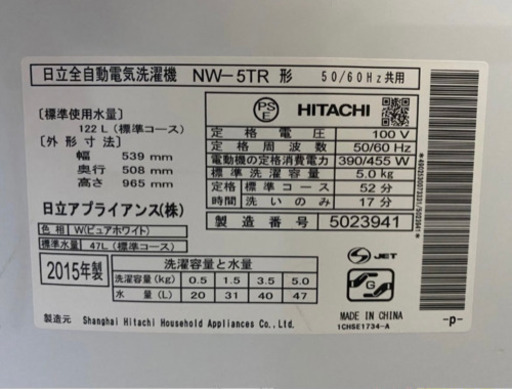 日立全自動電気洗濯機 NW-5TR 形 50/60Hz共用
〔標準使用水量〕
122 L (標準コース)
〔外形寸法〕
幅 539 mm
奥行 508 mm
高さ 965 mm
日立アプライアンス(株)
色相 W(ピュアホワイト)
標準水量 47L (標準コース)
PS E HITACHI
定格電圧 100 V
定格周波数 50/60 Hz
電動機の定格消費電力 390/455 W
標準洗濯容量 5.0 kg
定格 標準コース 52 分
時間 洗いのみ 17 分
製造番号 5023941
2015年製
洗濯容量と水量
洗濯容量(kg) 0.5 1.5 3.5 5.0
水 量 (L) 20 31 40 47
S JET
G
製造元 Shanghai Hitachi Household Appliances Co.,Ltd.
1CHSE1734-A
-p-